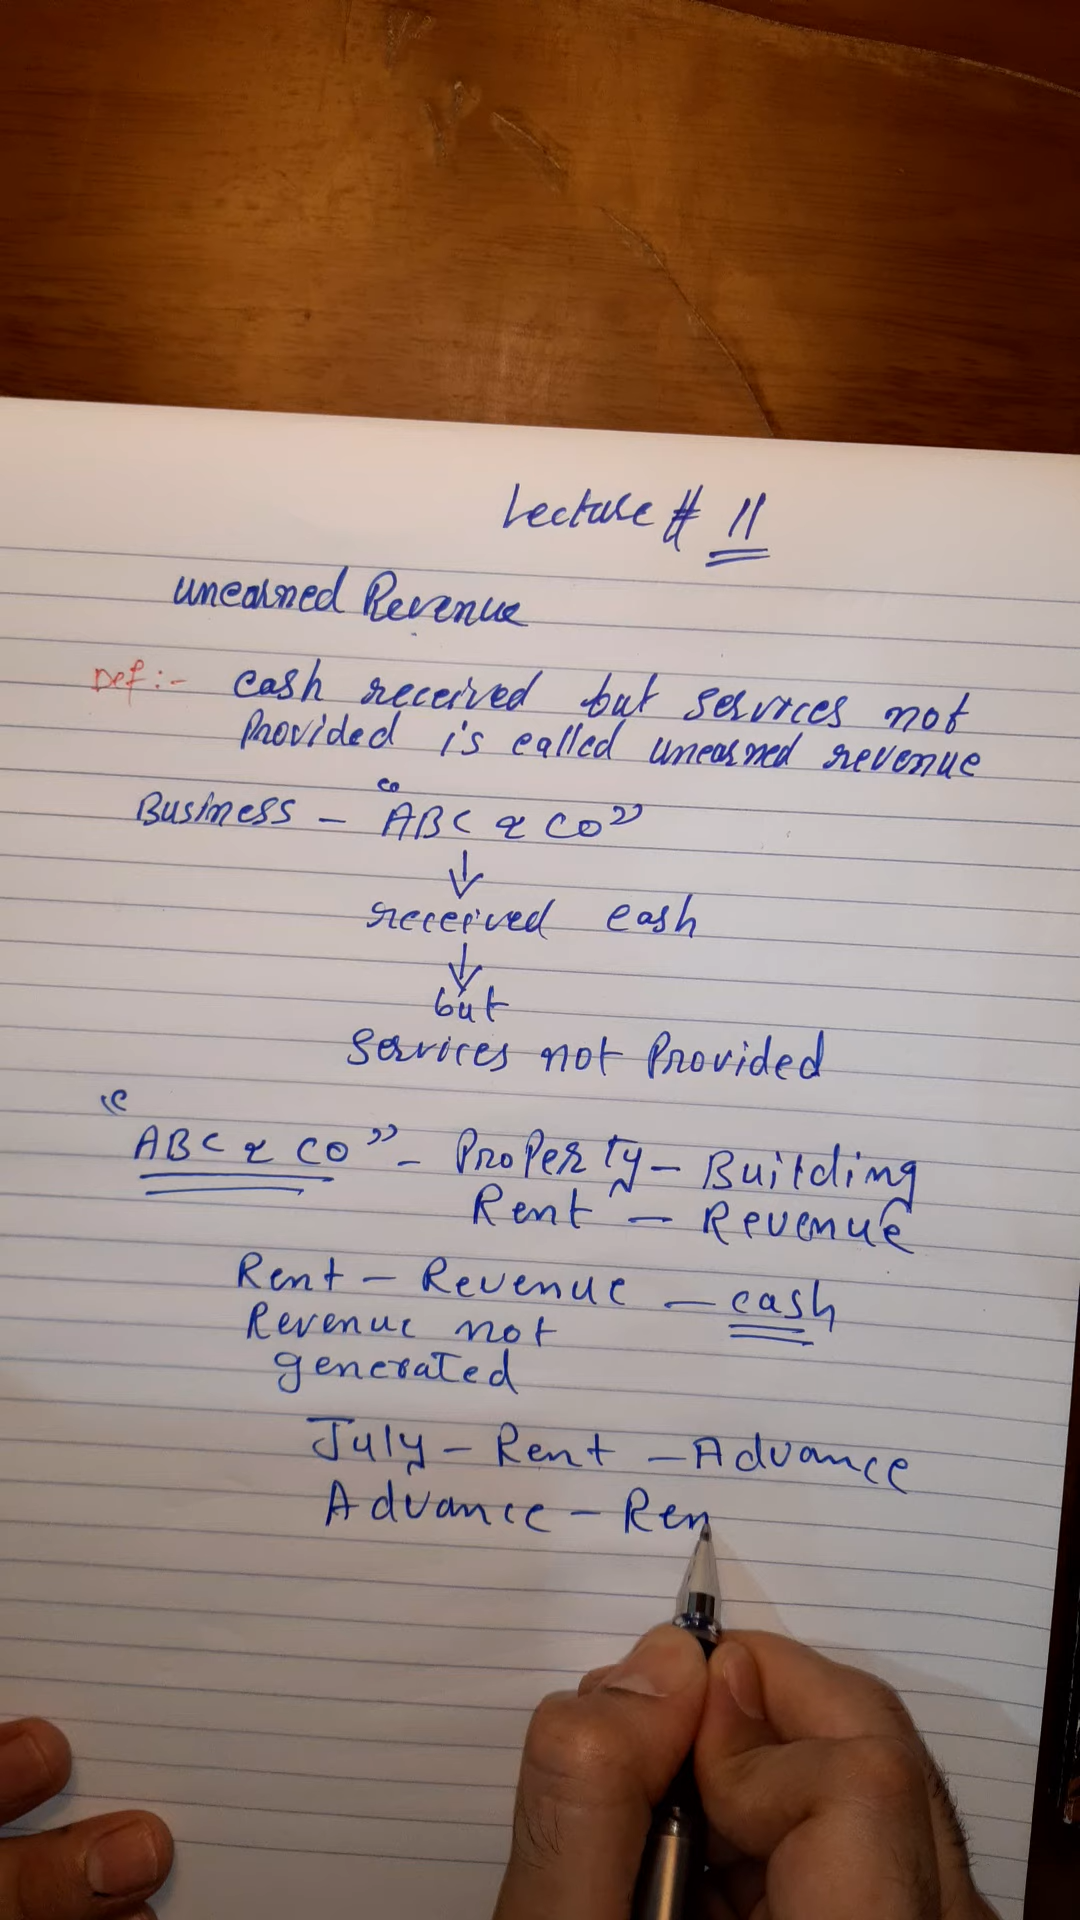 Lecture # 11
unearned Revenue
Def:- cash received but services not
Provided is called unearned revenue
Business - "ABC & CO"
↓
received cash
↓
but
Services not Provided
"ABC & CO" - Property - Building
Rent - Revenue
Rent - Revenue - cash
Revenue not
generated
July - Rent - Advance
Advance - Ren